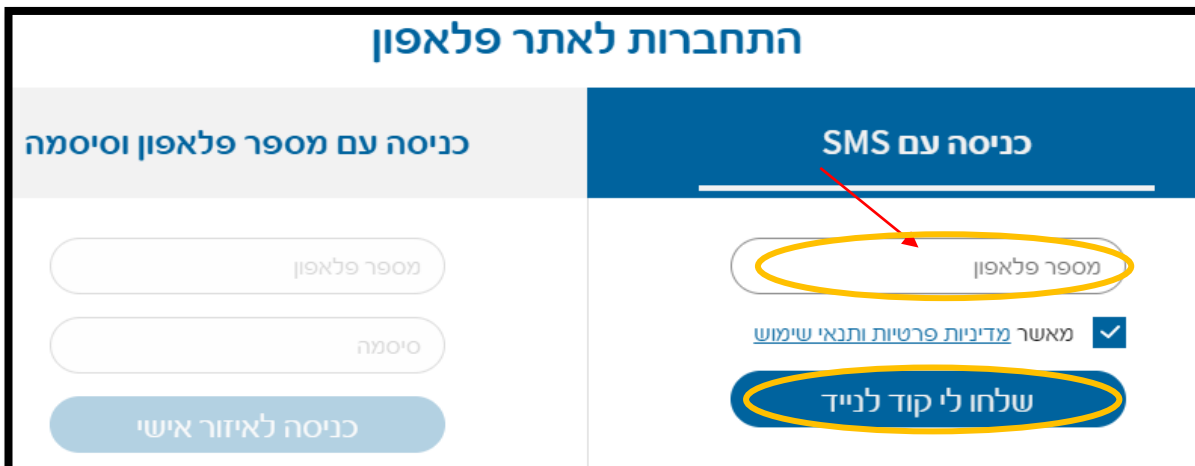 התחברות לאתר פלאפון
כניסה עם SMS
מספר פלאפון
מאשר מדיניות פרטיות ותנאי שימוש
שלחו לי קוד לנייד
כניסה עם מספר פלאפון וסיסמה
מספר פלאפון
סיסמה
כניסה לאיזור אישי